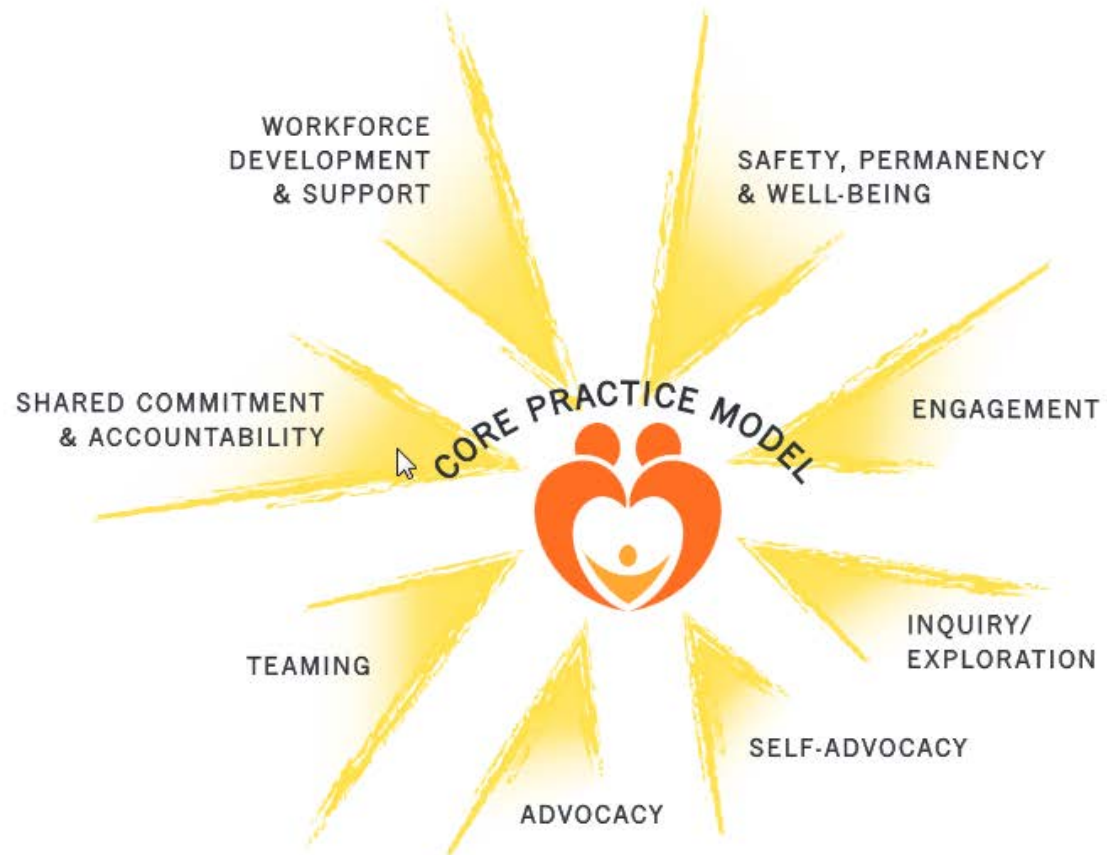 WORKFORCE
DEVELOPMENT
& SUPPORT
SAFETY, PERMANENCY
& WELL-BEING
SHARED COMMITMENT
& ACCOUNTABILITY
CORE PRACTICE MODEL
ENGAGEMENT
INQUIRY/
EXPLORATION
TEAMING
SELF-ADVOCACY
ADVOCACY